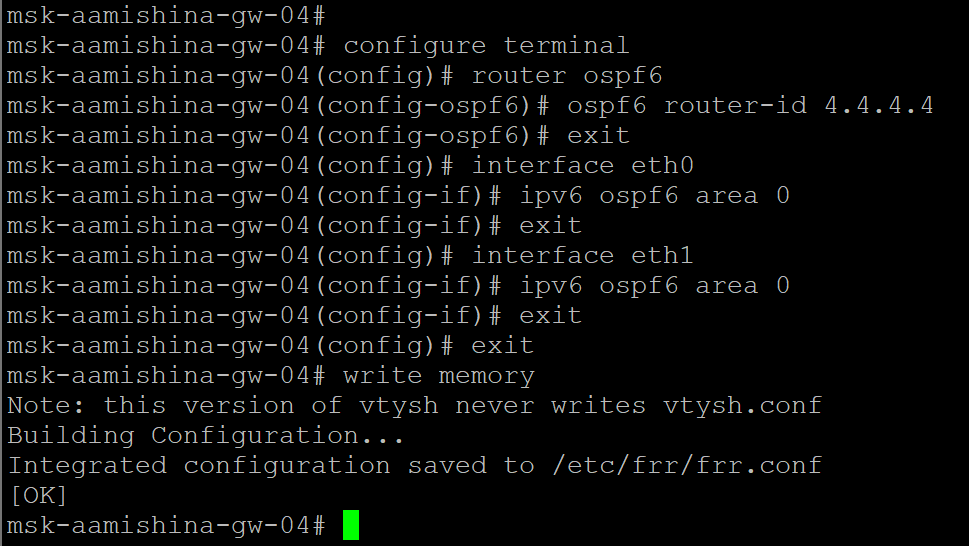 msk-aamishina-gw-04#
msk-aamishina-gw-04# configure terminal
msk-aamishina-gw-04(config)# router ospf6
msk-aamishina-gw-04(config-ospf6)# ospf6 router-id 4.4.4.4
msk-aamishina-gw-04(config-ospf6)# exit
msk-aamishina-gw-04(config)# interface eth0
msk-aamishina-gw-04(config-if)# ipv6 ospf6 area 0
msk-aamishina-gw-04(config-if)# exit
msk-aamishina-gw-04(config)# interface eth1
msk-aamishina-gw-04(config-if)# ipv6 ospf6 area 0
msk-aamishina-gw-04(config-if)# exit
msk-aamishina-gw-04(config)# exit
msk-aamishina-gw-04# write memory
Note: this version of vtysh never writes vtysh.conf
Building Configuration...
Integrated configuration saved to /etc/frr/frr.conf
[OK]
msk-aamishina-gw-04#